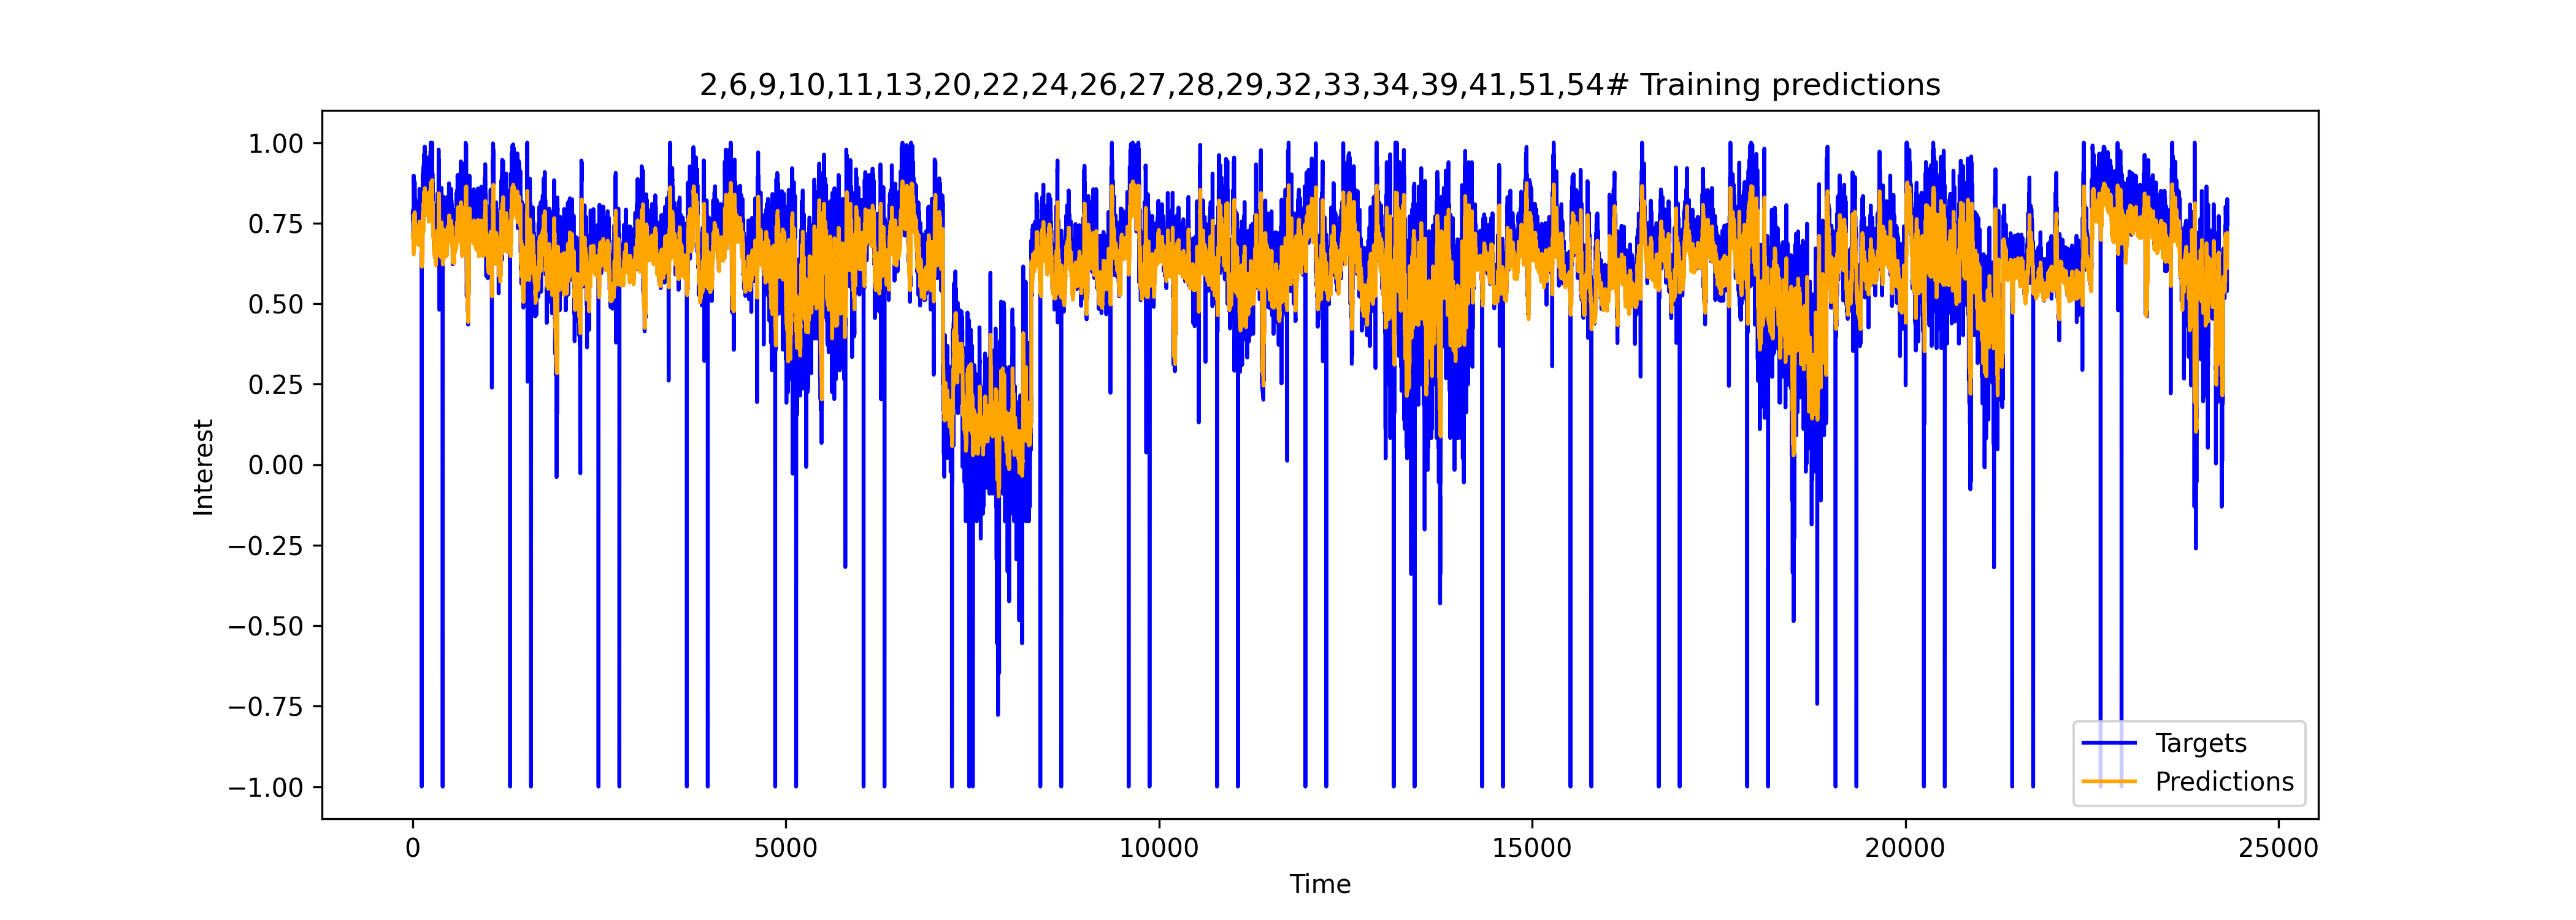 2,6,9,10,11,13,20,22,24,26,27,28,29,32,33,34,39,41,51,54# Training predictions
1.00
0.75
0.50
0.25
0.00
−0.25
−0.50
−0.75
−1.00
Interest
Targets
Predictions
0 5000 10000 15000 20000 25000
Time